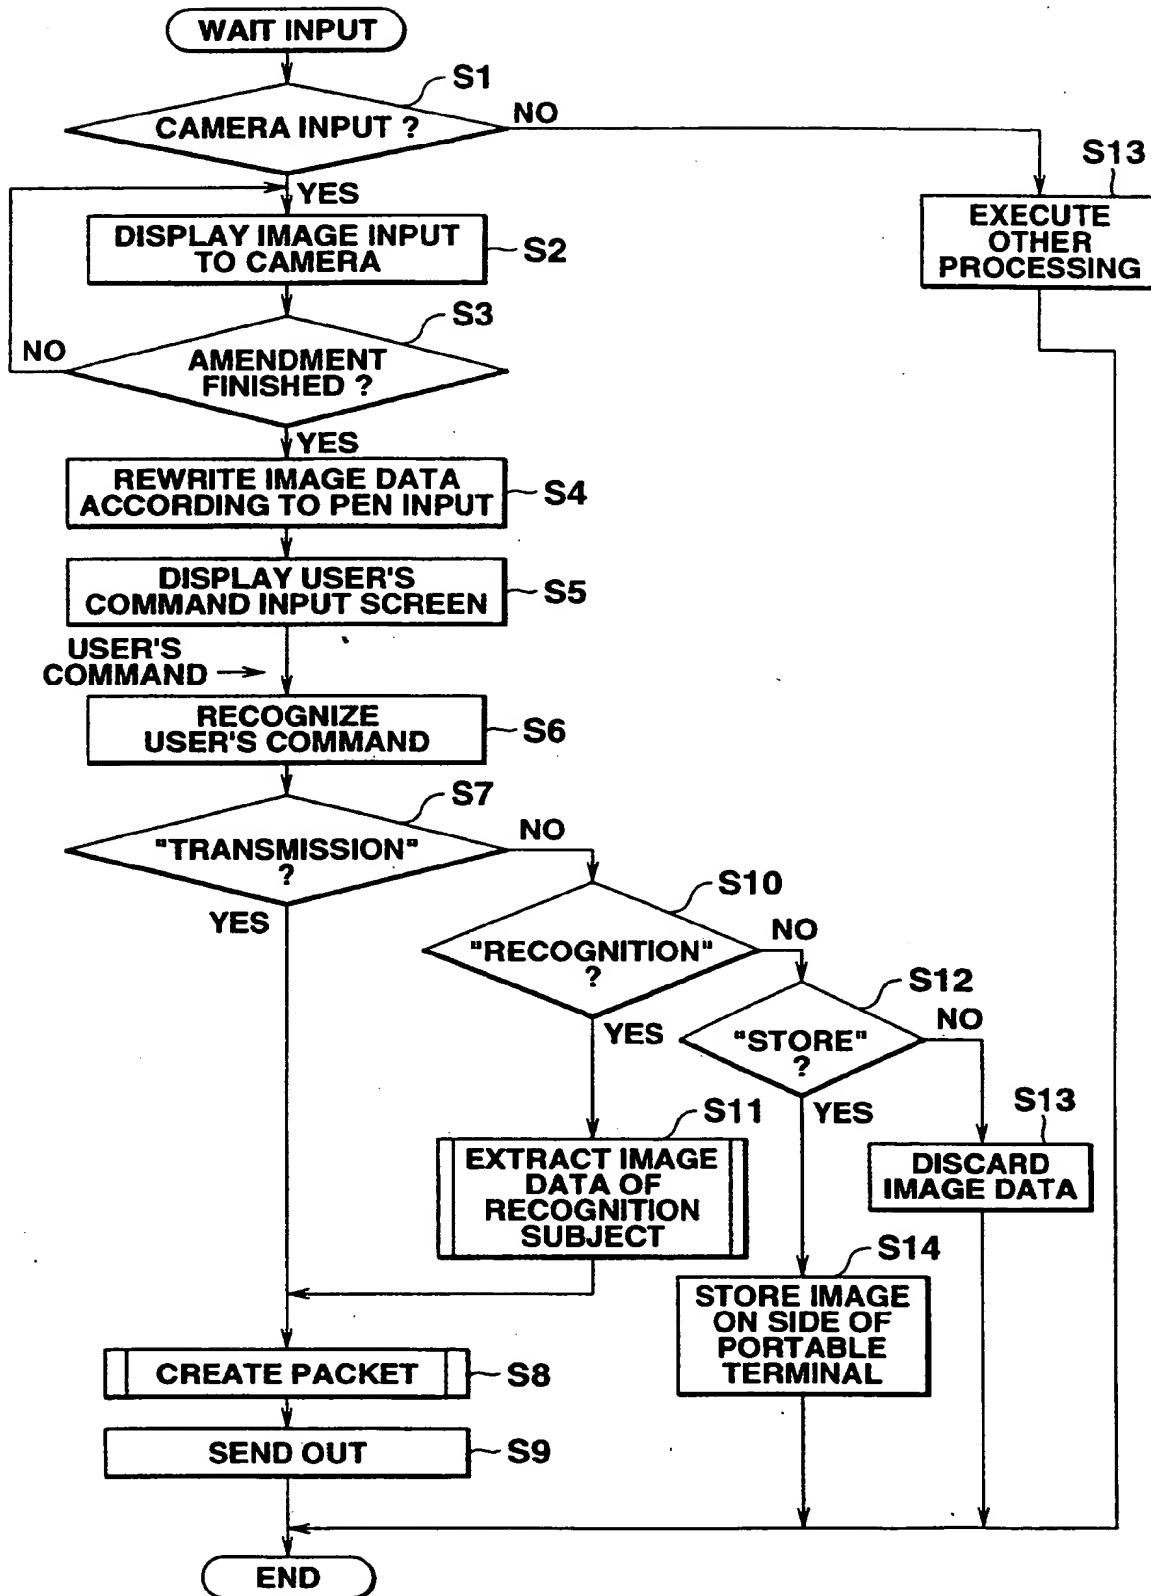 WAIT INPUT
S1
CAMERA INPUT ?
NO
S13
EXECUTE
OTHER
PROCESSING
YES
DISPLAY IMAGE INPUT
TO CAMERA
S2
S3
NO
AMENDMENT
FINISHED ?
YES
REWRITE IMAGE DATA
ACCORDING TO PEN INPUT
S4
DISPLAY USER'S
COMMAND INPUT SCREEN
S5
USER'S
COMMAND
RECOGNIZE
USER'S COMMAND
S6
S7
"TRANSMISSION"
?
NO
YES
S10
"RECOGNITION"
?
NO
YES
S12
"STORE"
?
NO
YES
S11
EXTRACT IMAGE
DATA OF
RECOGNITION
SUBJECT
S13
DISCARD
IMAGE DATA
S14
STORE IMAGE
ON SIDE OF
PORTABLE
TERMINAL
CREATE PACKET
S8
SEND OUT
S9
END